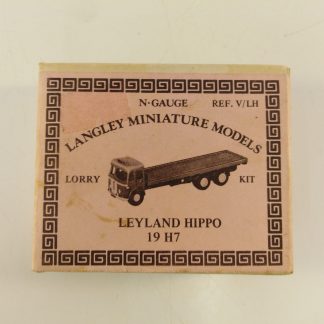 N-GAUGE REF. V/LH
LANGLEY MINIATURE MODELS
LORRY KIT
LEYLAND HIPPO
19 H7